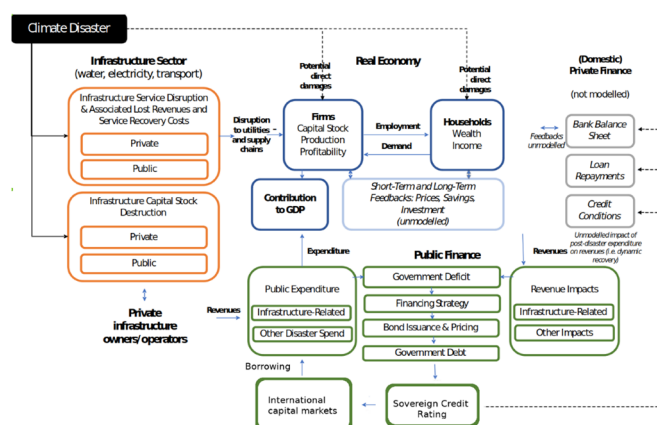 Climate Disaster
Infrastructure Sector
(water, electricity, transport)
Infrastructure Service Disruption
& Associated Lost Revenues and
Service Recovery Costs
Private
Public
Infrastructure Capital Stock
Destruction
Private
Public
Private
infrastructure
owners/operators
Disruption
to utilities –
and supply
chains
Potential
direct
damages
Real Economy
Potential
direct
damages
Firms
Capital Stock
Production
Profitability
Employment
Demand
Households
Wealth
Income
Contribution
to GDP
Short-Term and Long-Term
Feedbacks: Prices, Savings,
Investment
(unmodelled)
(Domestic)
Private Finance
(not modelled)
Feedbacks
unmodelled
Bank Balance
Sheet
Loan
Repayments
Credit
Conditions
Unmodelled impact of
post-disaster expenditure
on revenues (i.e. dynamic
recovery)
Expenditure
Public Finance
Revenues
Revenues
Public Expenditure
Infrastructure-Related
Other Disaster Spend
Government Deficit
Financing Strategy
Bond Issuance & Pricing
Government Debt
Revenue Impacts
Infrastructure-Related
Other Impacts
Borrowing
International
capital markets
Sovereign Credit
Rating